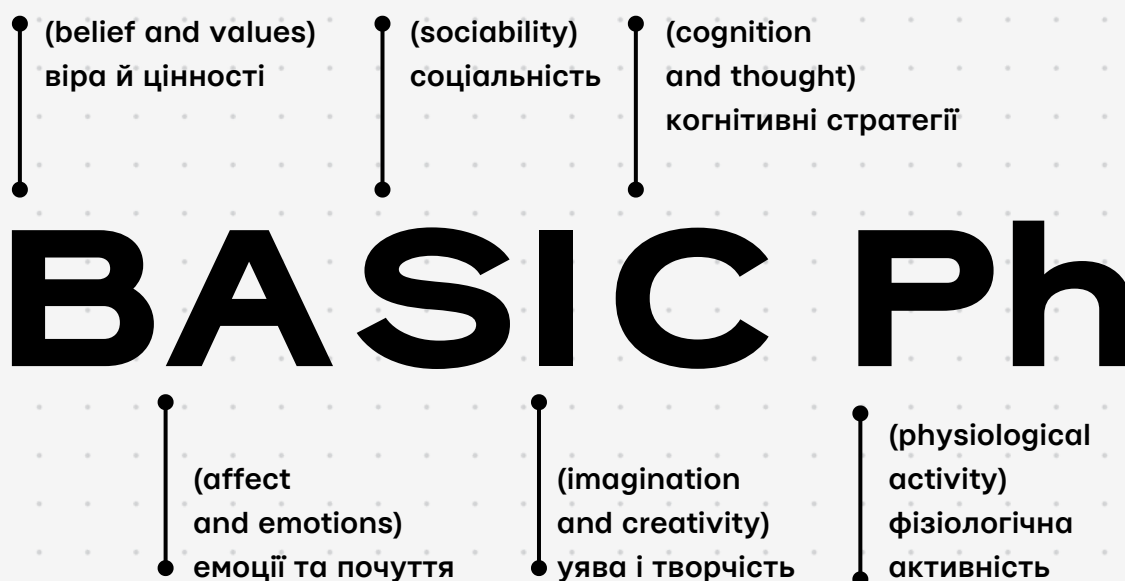 (belief and values)
віра й цінності
(sociability)
соціальність
(cognition
and thought)
когнітивні стратегії
BASIC Ph
(affect
and emotions)
емоції та почуття
(imagination
and creativity)
уява і творчість
(physiological
activity)
фізіологічна
активність